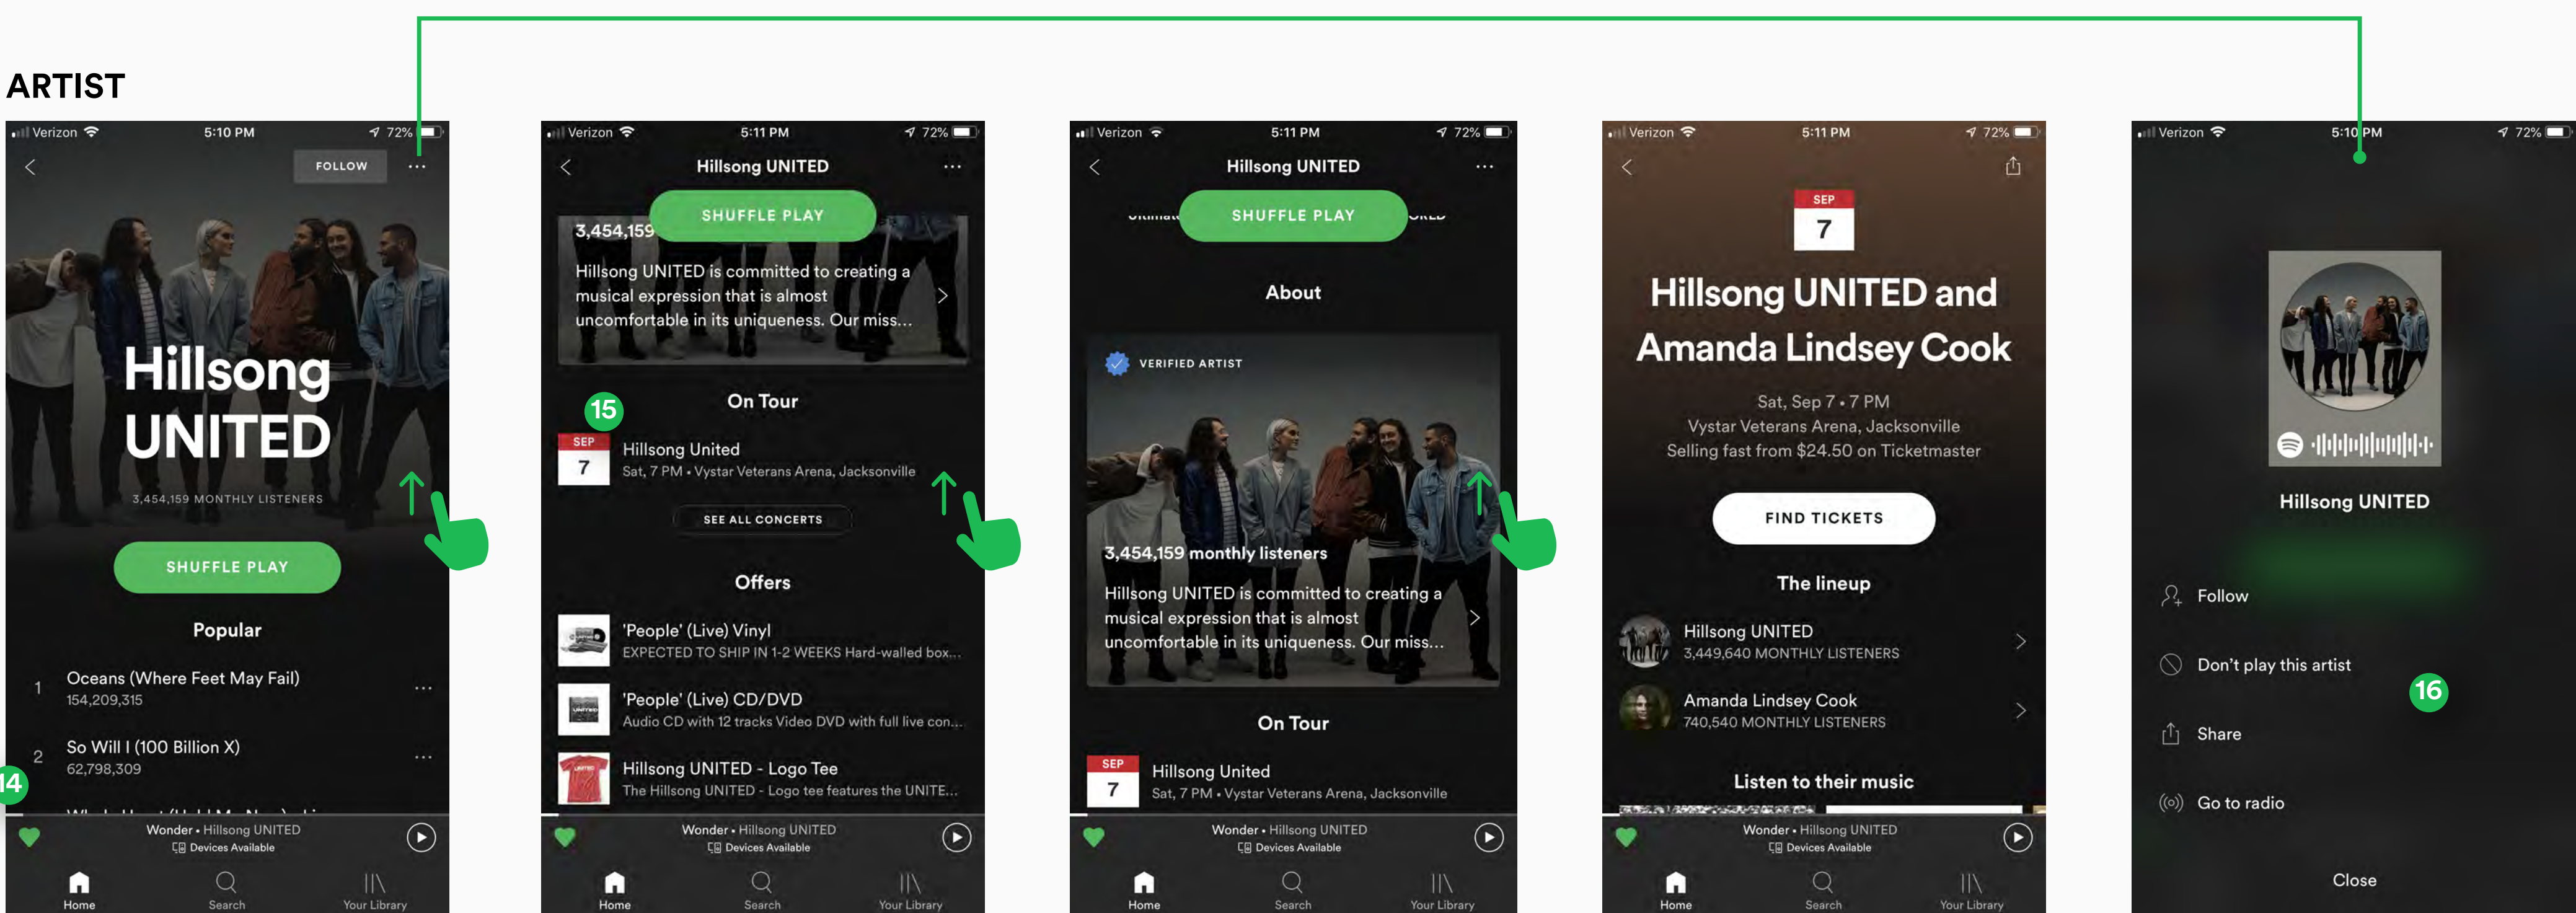 ARTIST
Verizon 5:10 PM 72%
FOLLOW ...
Hillsong
UNITED
3,454,159 MONTHLY LISTENERS
SHUFFLE PLAY
Popular
1 Oceans (Where Feet May Fail) ...
154,209,315
2 So Will I (100 Billion X) ...
62,798,309
14
Wonder • Hillsong UNITED
Devices Available
Home Search Your Library
Verizon 5:11 PM 72%
Hillsong UNITED ...
SHUFFLE PLAY
3,454,159
Hillsong UNITED is committed to creating a
musical expression that is almost
uncomfortable in its uniqueness. Our miss...
On Tour
15
SEP
7
Hillsong United
Sat, 7 PM • Vystar Veterans Arena, Jacksonville
SEE ALL CONCERTS
Offers
'People' (Live) Vinyl
EXPECTED TO SHIP IN 1-2 WEEKS Hard-walled box...
'People' (Live) CD/DVD
Audio CD with 12 tracks Video DVD with full live con...
Hillsong UNITED - Logo Tee
The Hillsong UNITED - Logo tee features the UNITE...
Wonder • Hillsong UNITED
Devices Available
Home Search Your Library
Verizon 5:11 PM 72%
Hillsong UNITED ...
SHUFFLE PLAY
About
VERIFIED ARTIST
3,454,159 monthly listeners
Hillsong UNITED is committed to creating a
musical expression that is almost
uncomfortable in its uniqueness. Our miss...
On Tour
SEP
7
Hillsong United
Sat, 7 PM • Vystar Veterans Arena, Jacksonville
Wonder • Hillsong UNITED
Devices Available
Home Search Your Library
Verizon 5:11 PM 72%
SEP
7
Hillsong UNITED and
Amanda Lindsey Cook
Sat, Sep 7 • 7 PM
Vystar Veterans Arena, Jacksonville
Selling fast from $24.50 on Ticketmaster
FIND TICKETS
The lineup
Hillsong UNITED
3,449,640 MONTHLY LISTENERS
Amanda Lindsey Cook
740,540 MONTHLY LISTENERS
Listen to their music
Wonder • Hillsong UNITED
Devices Available
Home Search Your Library
Verizon 5:10 PM 72%
Hillsong UNITED
Follow
Don't play this artist
16
Share
Go to radio
Close